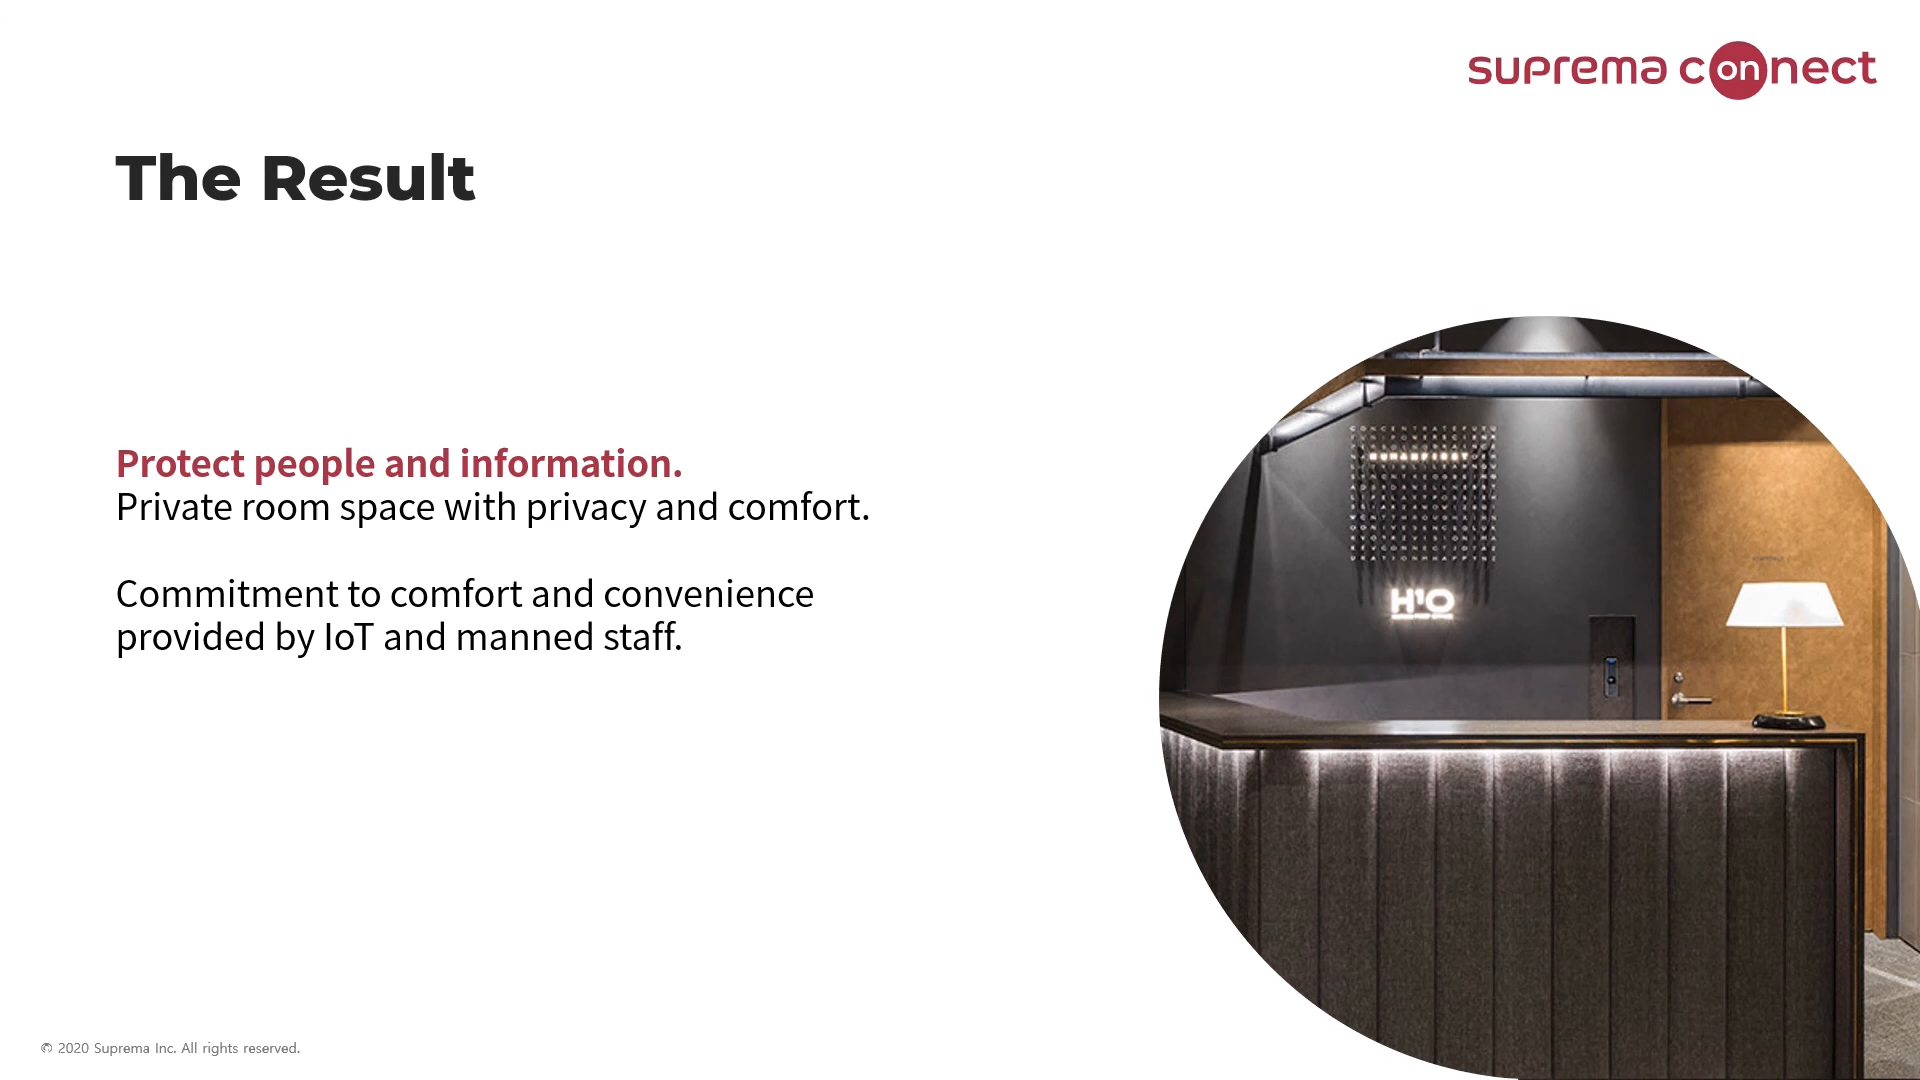 suprema connect
The Result
Protect people and information.
Private room space with privacy and comfort.
Commitment to comfort and convenience
provided by IoT and manned staff.
H¹O
© 2020 Suprema Inc. All rights reserved.